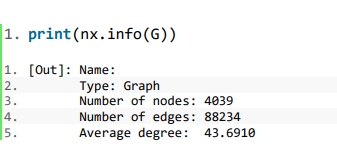 1. print(nx.info(G))
1. [Out]: Name:
2. Type: Graph
3. Number of nodes: 4039
4. Number of edges: 88234
5. Average degree: 43.6910